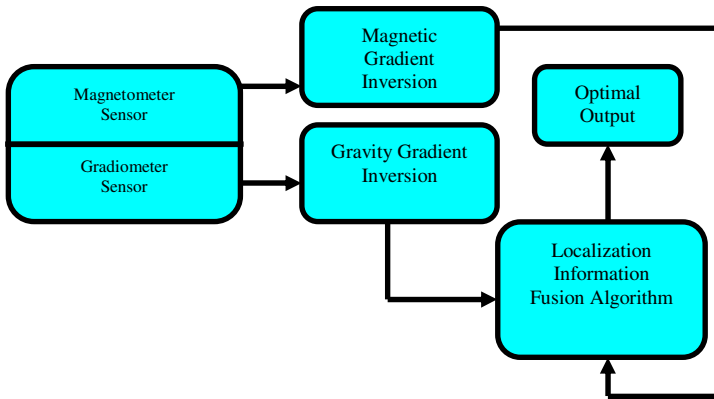 Magnetometer
Sensor
Gradiometer
Sensor
Magnetic
Gradient
Inversion
Gravity Gradient
Inversion
Optimal
Output
Localization
Information
Fusion Algorithm